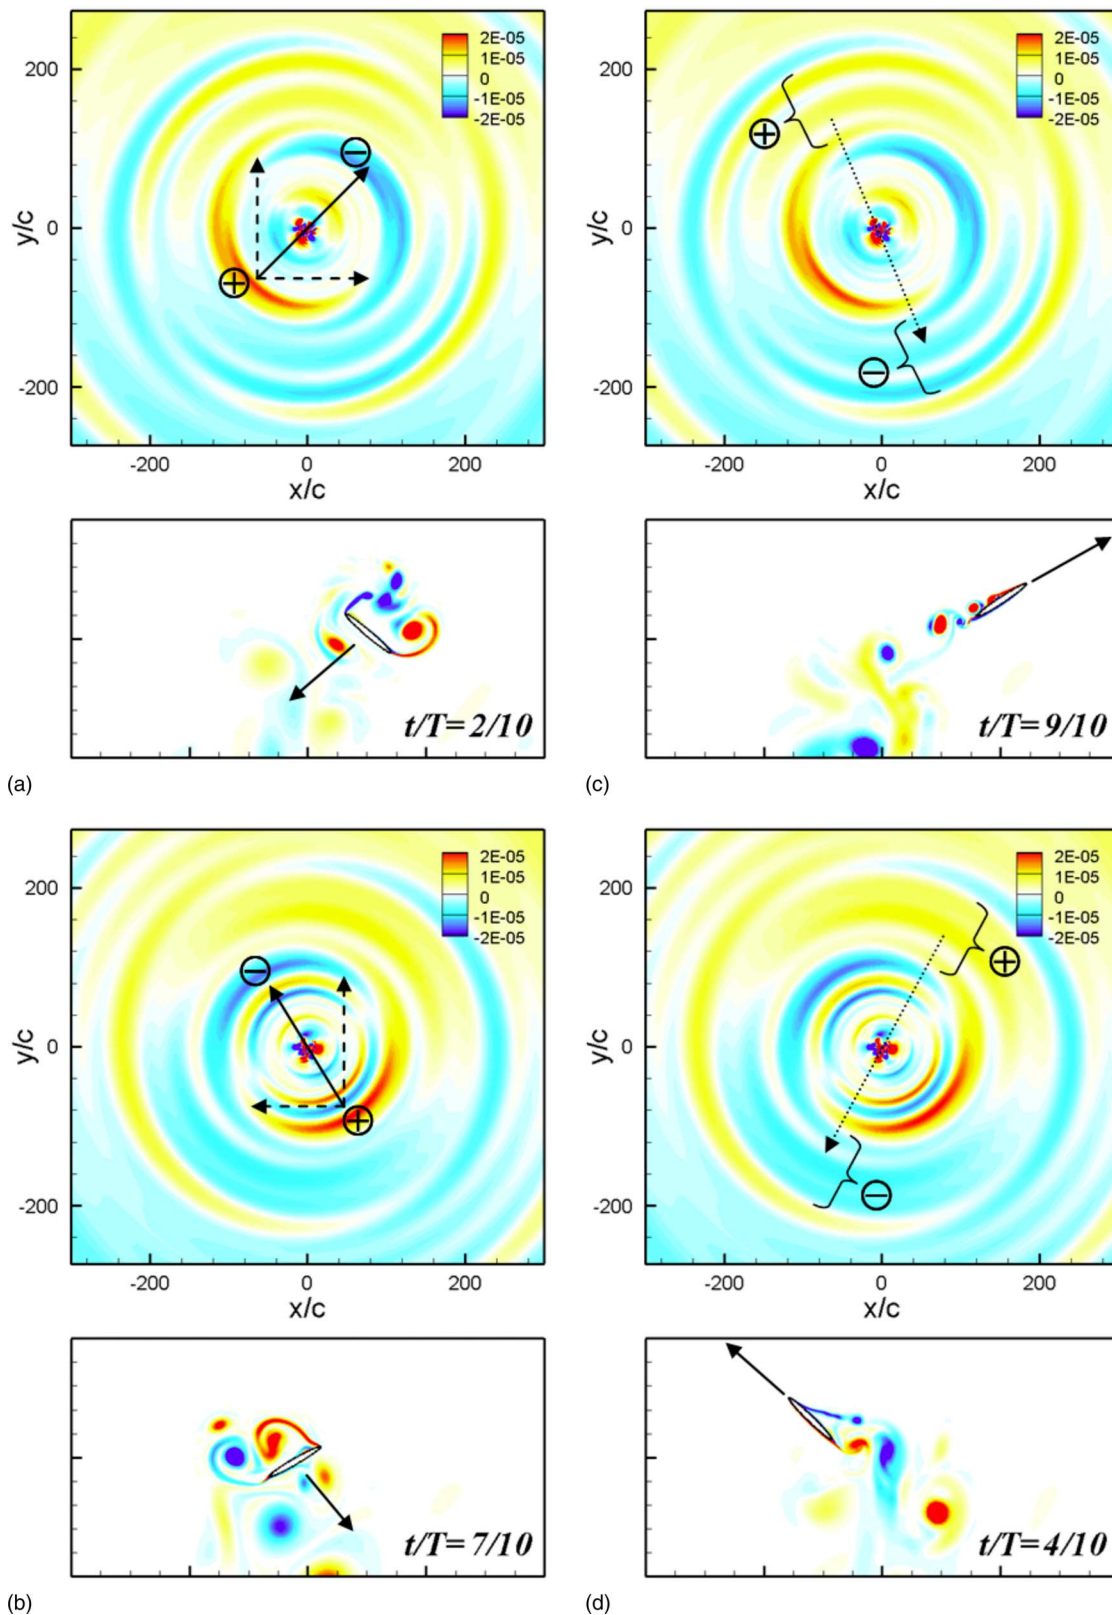 2E-05
1E-05
0
-1E-05
-2E-05
200
0
-200
y/c
-200
0
200
x/c
+
−
t/T= 2/10
(a)
2E-05
1E-05
0
-1E-05
-2E-05
200
0
-200
y/c
-200
0
200
x/c
+
−
t/T= 9/10
(c)
2E-05
1E-05
0
-1E-05
-2E-05
200
0
-200
y/c
-200
0
200
x/c
−
+
t/T= 7/10
(b)
2E-05
1E-05
0
-1E-05
-2E-05
200
0
-200
y/c
-200
0
200
x/c
+
−
t/T= 4/10
(d)